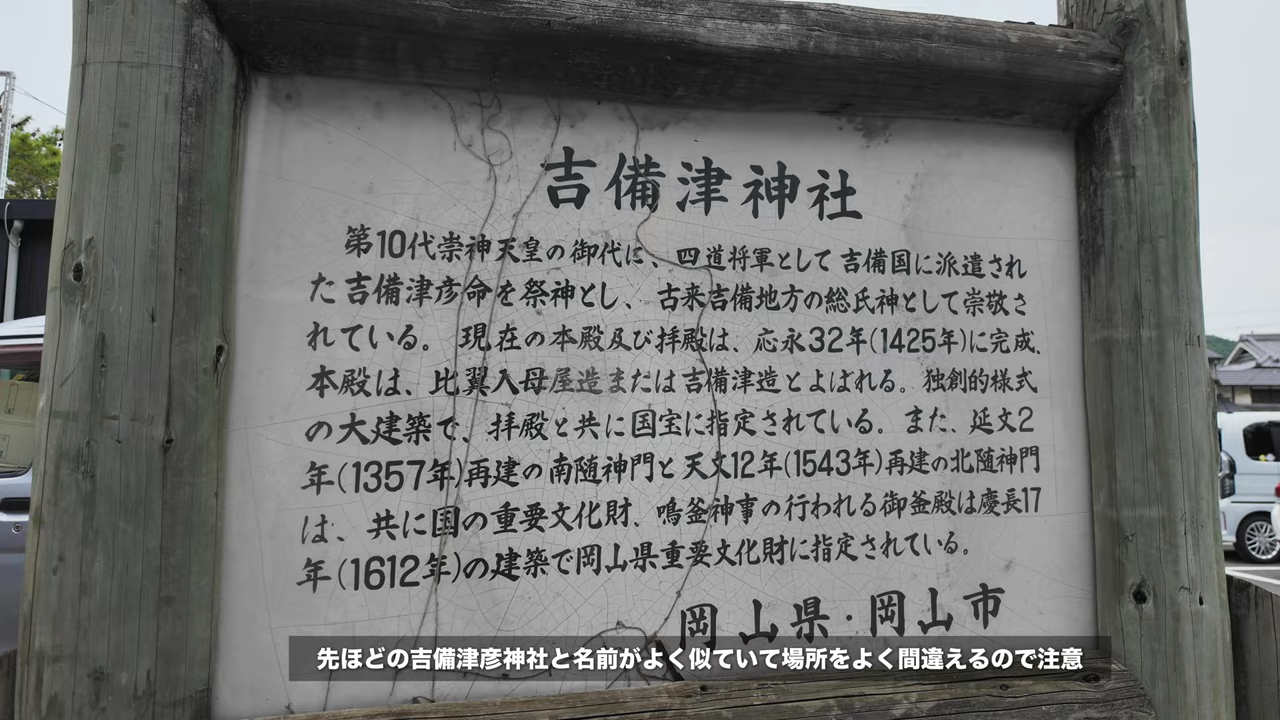 吉備津神社
第10代崇神天皇の御代に、四道将軍として吉備国に派遣され
た吉備津彦命を祭神とし、古来吉備地方の総氏神として崇敬さ
れている。現在の本殿及び拝殿は、応永32年(1425年)に完成、
本殿は、比翼入母屋造または吉備津造とよばれる。独創的様式
の大建築で、拝殿と共に国宝に指定されている。また、延文2
年(1357年)再建の南随神門と天文12年(1543年)再建の北随神門
は、共に国の重要文化財、鳴釜神事の行われる御釜殿は慶長17
年(1612年)の建築で岡山県重要文化財に指定されている。
岡山県・岡山市
先ほどの吉備津彦神社と名前がよく似ていて場所をよく間違えるので注意